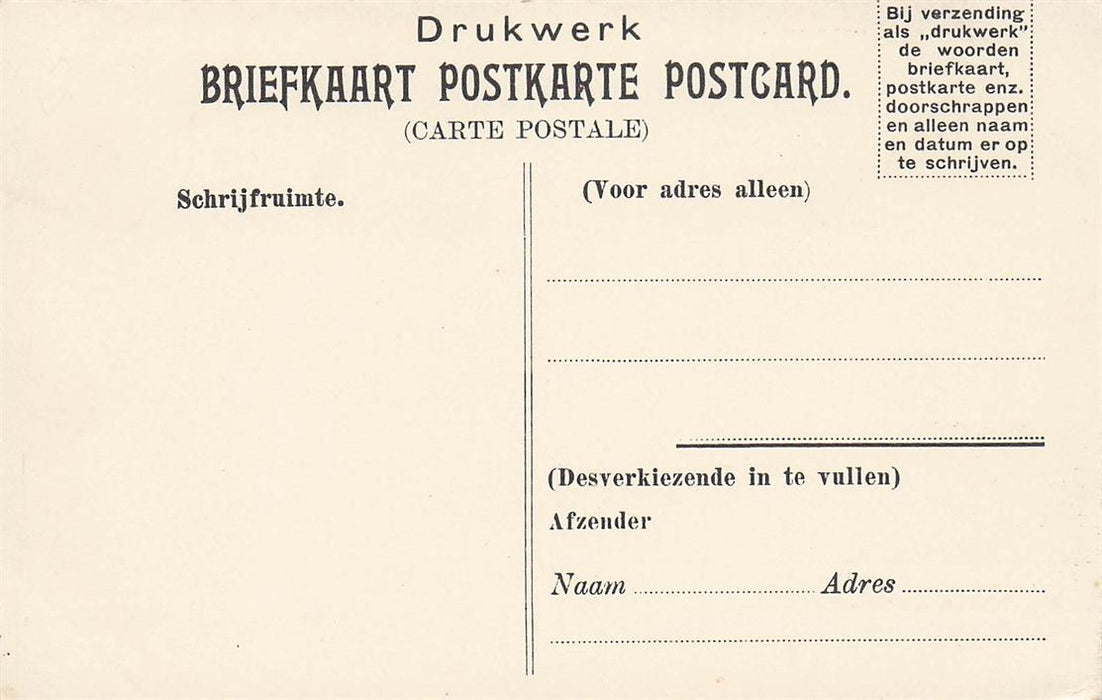 Drukwerk
BRIEFKAART POSTKARTE POSTCARD.
(CARTE POSTALE)
Bij verzending
als „drukwerk”
de woorden
briefkaart,
postkarte enz.
doorschrappen
en alleen naam
en datum er op
te schrijven.
Schrijfruimte.
(Voor adres alleen)
(Desverkiezende in te vullen)
Afzender
Naam Adres